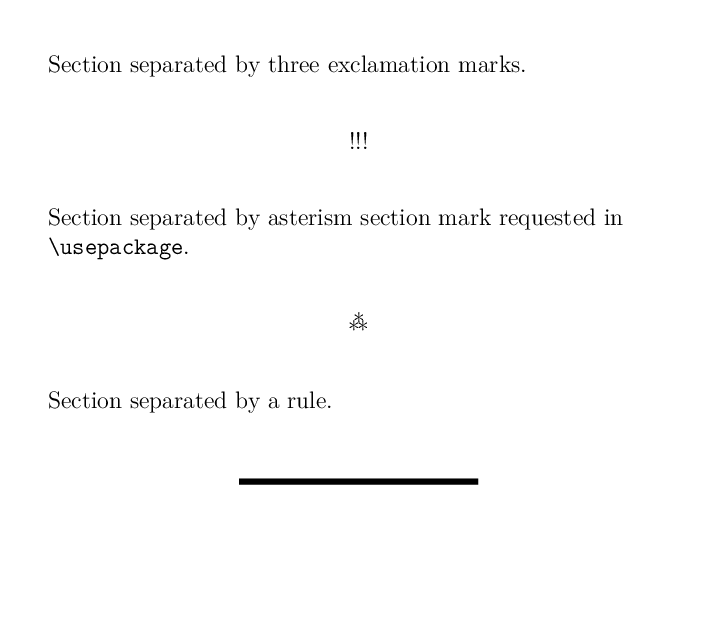 Section separated by three exclamation marks.
!!!
Section separated by asterism section mark requested in
\usepackage.
⁂
Section separated by a rule.